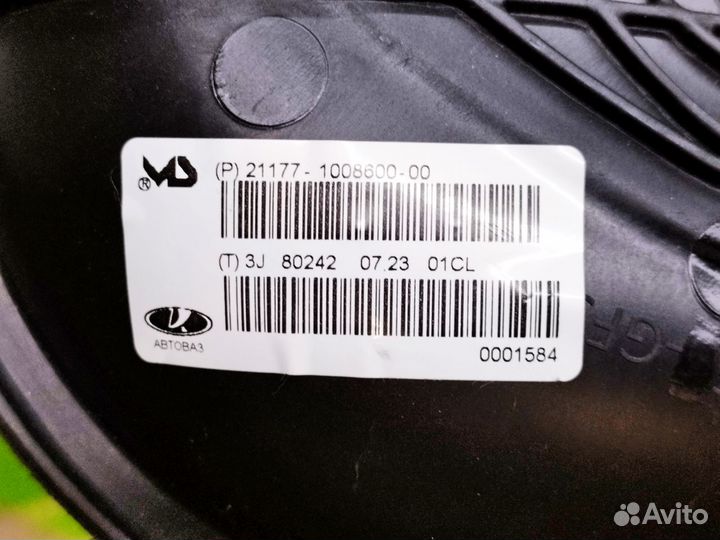 (P) 21177-1008600-00
®
(T) 3J 80242 07.23 01CL
АВТОВАЗ
0001584
Avito